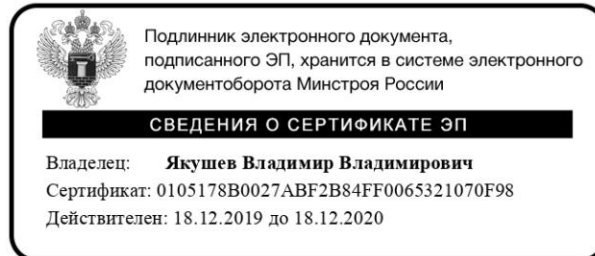 Подлинник электронного документа,
подписанного ЭП, хранится в системе электронного
документоборота Минстроя России
СВЕДЕНИЯ О СЕРТИФИКАТЕ ЭП
Владелец: Якушев Владимир Владимирович
Сертификат: 0105178B0027ABF2B84FF0065321070F98
Действителен: 18.12.2019 до 18.12.2020